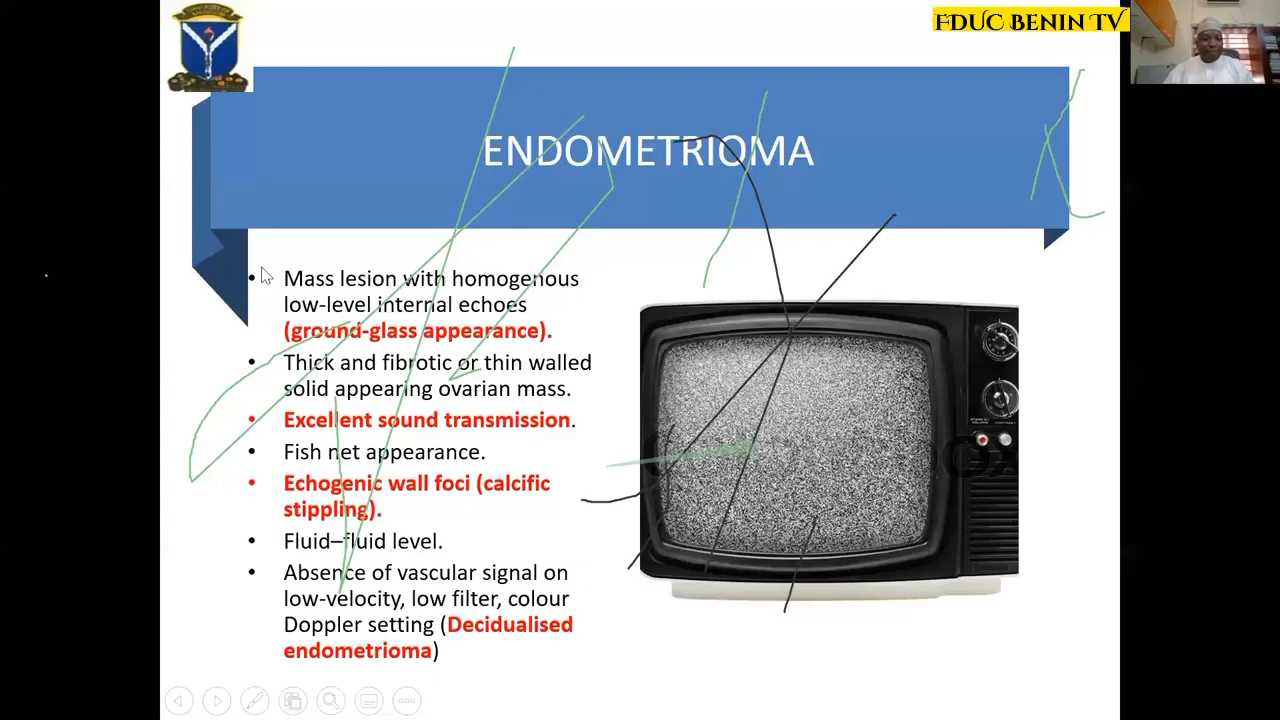 EDUC BENIN TV
ENDOMETRIOMA
• Mass lesion with homogenous
low-level internal echoes
(ground-glass appearance).
• Thick and fibrotic or thin walled
solid appearing ovarian mass.
• Excellent sound transmission.
• Fish net appearance.
• Echogenic wall foci (calcific
stippling).
• Fluid–fluid level.
• Absence of vascular signal on
low-velocity, low filter, colour
Doppler setting (Decidualised
endometrioma)